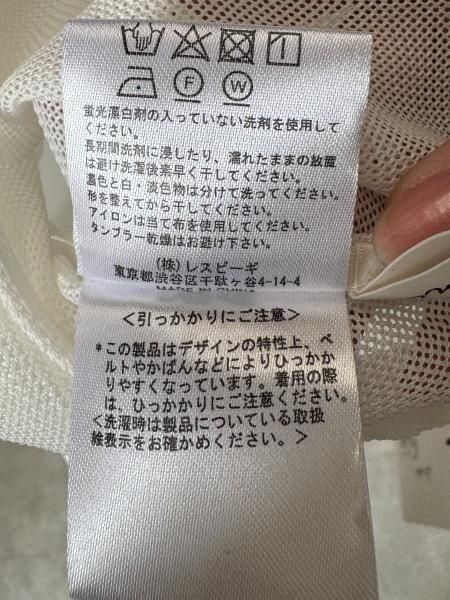 F W
蛍光漂白剤の入っていない洗剤を使用して
ください。
長期間洗剤に浸したり、濡れたままの放置
は避け洗濯後素早く干してください。
濃色と白・淡色物は分けて洗ってください。
形を整えてから干してください。
アイロンは当て布を使用してください。
タンブラー乾燥はお避け下さい。
(株)レスピーギ
東京都渋谷区千駄ヶ谷4-14-4
MADE IN CHINA
<引っかかりにご注意>
*この製品はデザインの特性上、ベ
ルトやかばんなどによりひっかか
りやすくなっています。着用の際
は、ひっかかりにご注意ください。
<洗濯時は製品についている取扱
絵表示をお確かめください。>